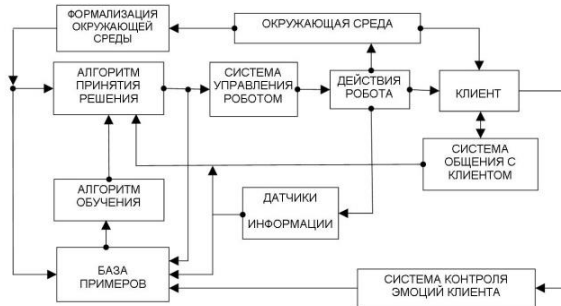 ФОРМАЛИЗАЦИЯ
ОКРУЖАЮЩЕЙ
СРЕДЫ
ОКРУЖАЮЩАЯ СРЕДА
АЛГОРИТМ
ПРИНЯТИЯ
РЕШЕНИЯ
СИСТЕМА
УПРАВЛЕНИЯ
РОБОТОМ
ДЕЙСТВИЯ
РОБОТА
КЛИЕНТ
СИСТЕМА
ОБЩЕНИЯ С
КЛИЕНТОМ
АЛГОРИТМ
ОБУЧЕНИЯ
ДАТЧИКИ
ИНФОРМАЦИИ
БАЗА
ПРИМЕРОВ
СИСТЕМА КОНТРОЛЯ
ЭМОЦИЙ КЛИЕНТА